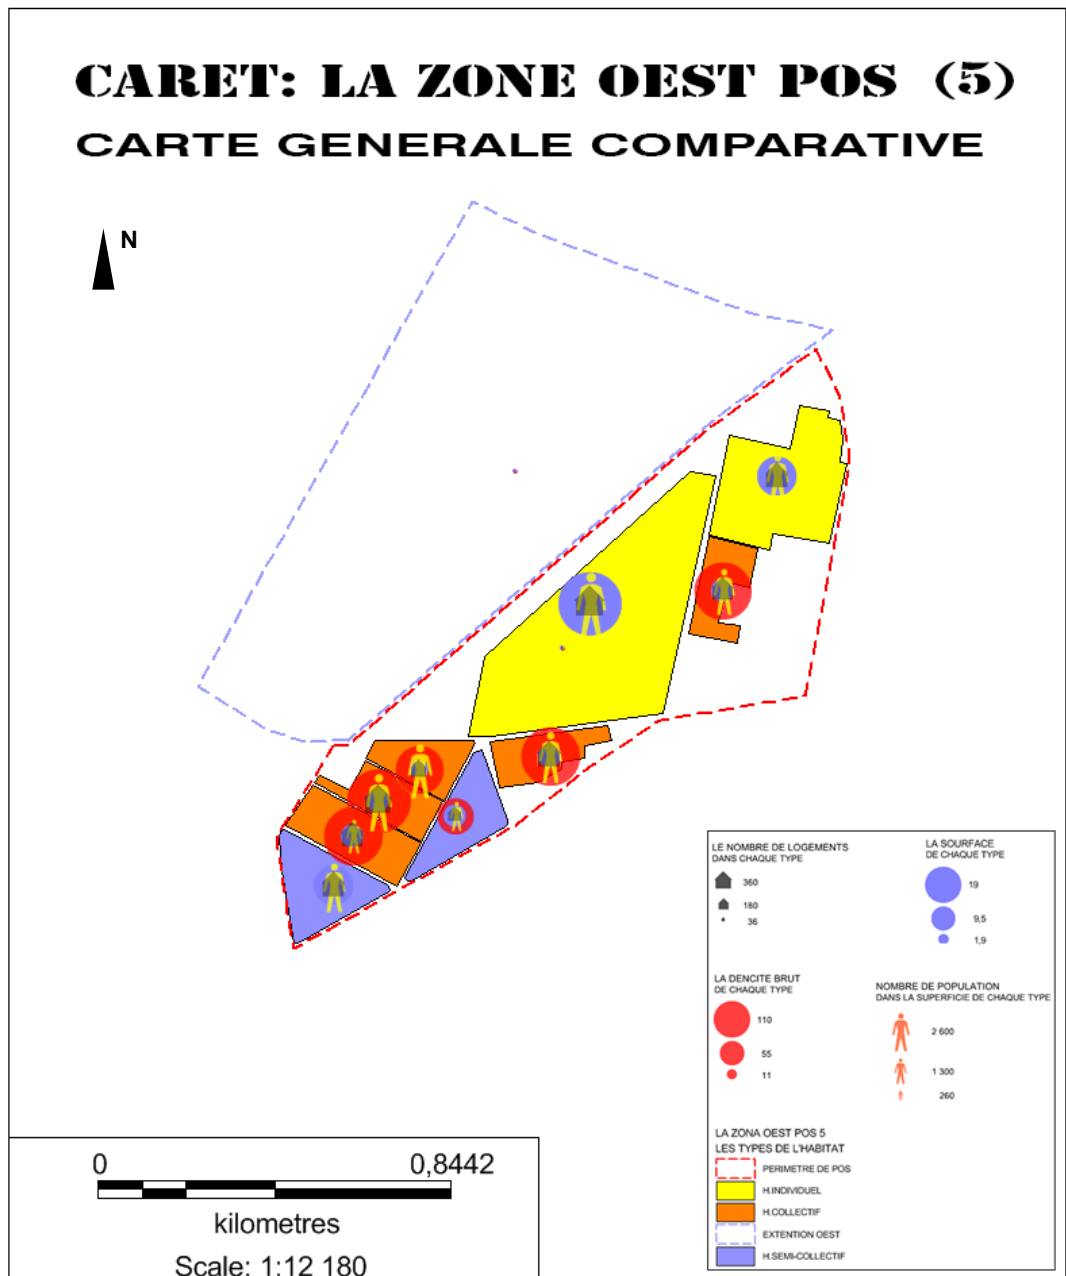 CARET: LA ZONE OEST POS (5)
CARTE GENERALE COMPARATIVE
N
LE NOMBRE DE LOGEMENTS
DANS CHAQUE TYPE
360
180
36
LA SOURFACE
DE CHAQUE TYPE
19
9,5
1,9
LA DENCITE BRUT
DE CHAQUE TYPE
110
55
11
NOMBRE DE POPULATION
DANS LA SUPERFICIE DE CHAQUE TYPE
2 600
1 300
260
LA ZONA OEST POS 5
LES TYPES DE L'HABITAT
PERIMETRE DE POS
H.INDIVIDUEL
H.COLLECTIF
EXTENTION OEST
H.SEMI-COLLECTIF
0 0,8442
kilometres
Scale: 1:12 180